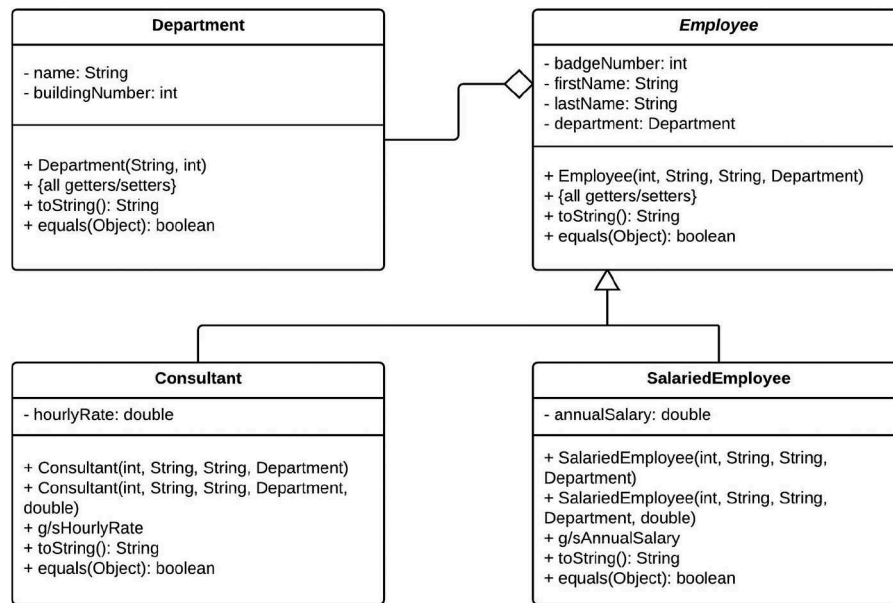 Department
- name: String
- buildingNumber: int
+ Department(String, int)
+ {all getters/setters}
+ toString(): String
+ equals(Object): boolean
Employee
- badgeNumber: int
- firstName: String
- lastName: String
- department: Department
+ Employee(int, String, String, Department)
+ {all getters/setters}
+ toString(): String
+ equals(Object): boolean
Consultant
- hourlyRate: double
+ Consultant(int, String, String, Department)
+ Consultant(int, String, String, Department,
double)
+ g/sHourlyRate
+ toString(): String
+ equals(Object): boolean
SalariedEmployee
- annualSalary: double
+ SalariedEmployee(int, String, String,
Department)
+ SalariedEmployee(int, String, String,
Department, double)
+ g/sAnnualSalary
+ toString(): String
+ equals(Object): boolean